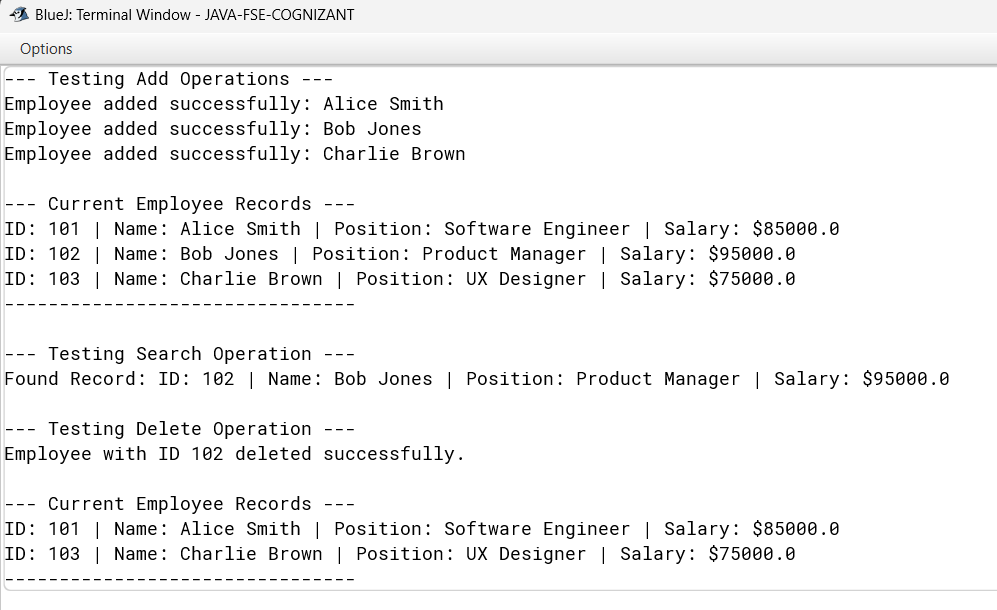 BlueJ: Terminal Window - JAVA-FSE-COGNIZANT
Options
--- Testing Add Operations ---
Employee added successfully: Alice Smith
Employee added successfully: Bob Jones
Employee added successfully: Charlie Brown
--- Current Employee Records ---
ID: 101 | Name: Alice Smith | Position: Software Engineer | Salary: $85000.0
ID: 102 | Name: Bob Jones | Position: Product Manager | Salary: $95000.0
ID: 103 | Name: Charlie Brown | Position: UX Designer | Salary: $75000.0
--------------------------------
--- Testing Search Operation ---
Found Record: ID: 102 | Name: Bob Jones | Position: Product Manager | Salary: $95000.0
--- Testing Delete Operation ---
Employee with ID 102 deleted successfully.
--- Current Employee Records ---
ID: 101 | Name: Alice Smith | Position: Software Engineer | Salary: $85000.0
ID: 103 | Name: Charlie Brown | Position: UX Designer | Salary: $75000.0
--------------------------------